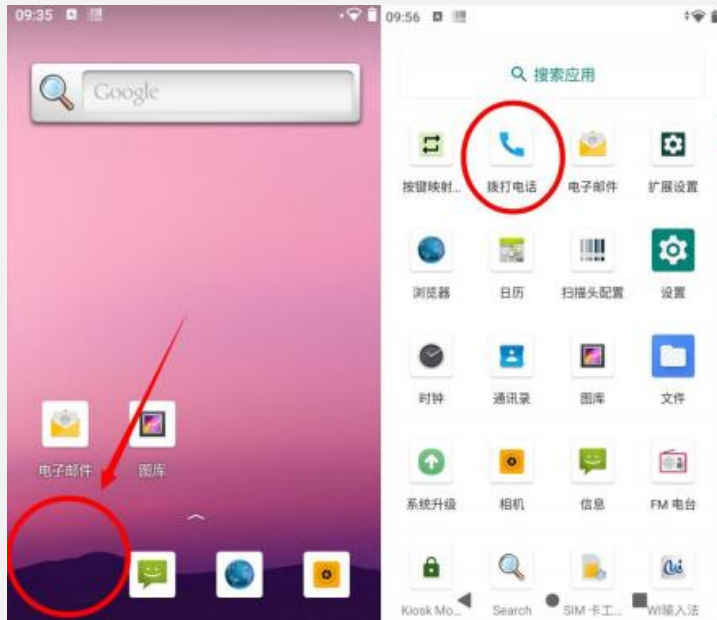 09:35
Google
电子邮件
图库
09:56
搜索应用
按键映射...
拨打电话
电子邮件
扩展设置
浏览器
日历
扫描头配置
设置
时钟
通讯录
图库
文件
系统升级
相机
信息
FM 电台
Kiosk Mo...
Search
SIM 卡工...
WI输入法